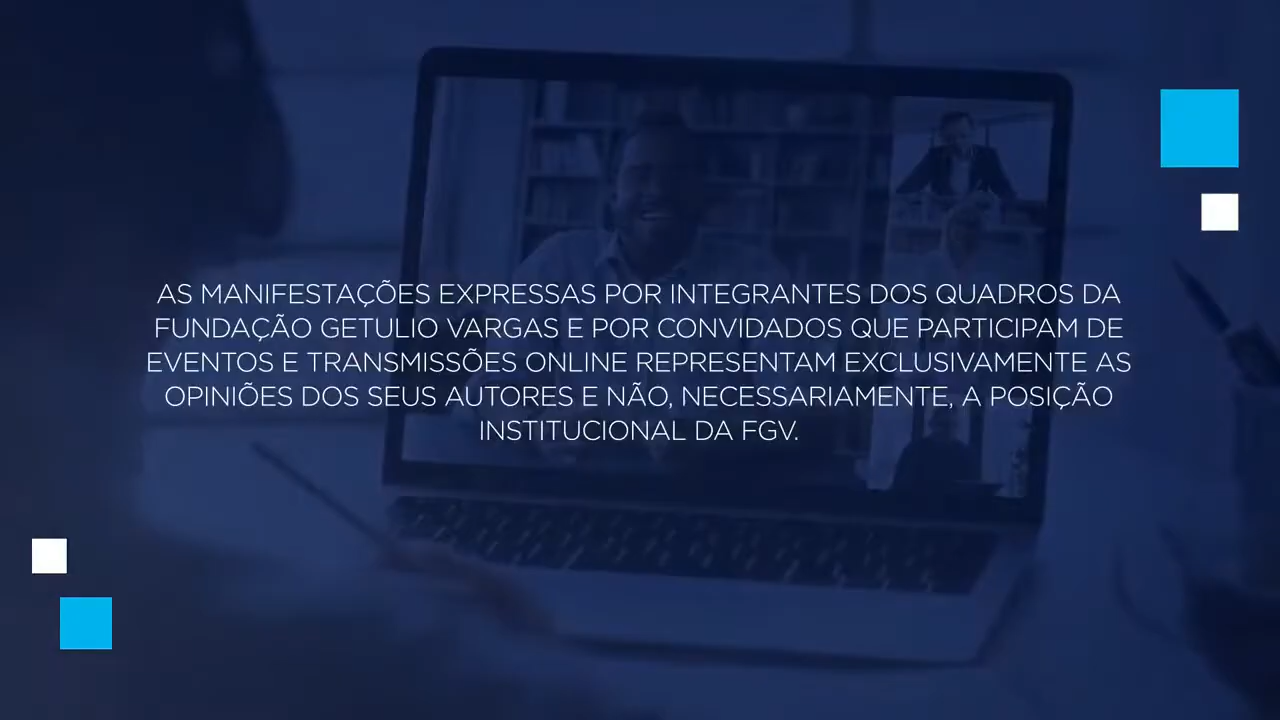 AS MANIFESTAÇÕES EXPRESSAS POR INTEGRANTES DOS QUADROS DA
FUNDAÇÃO GETULIO VARGAS E POR CONVIDADOS QUE PARTICIPAM DE
EVENTOS E TRANSMISSÕES ONLINE REPRESENTAM EXCLUSIVAMENTE AS
OPINIÕES DOS SEUS AUTORES E NÃO, NECESSARIAMENTE, A POSIÇÃO
INSTITUCIONAL DA FGV.